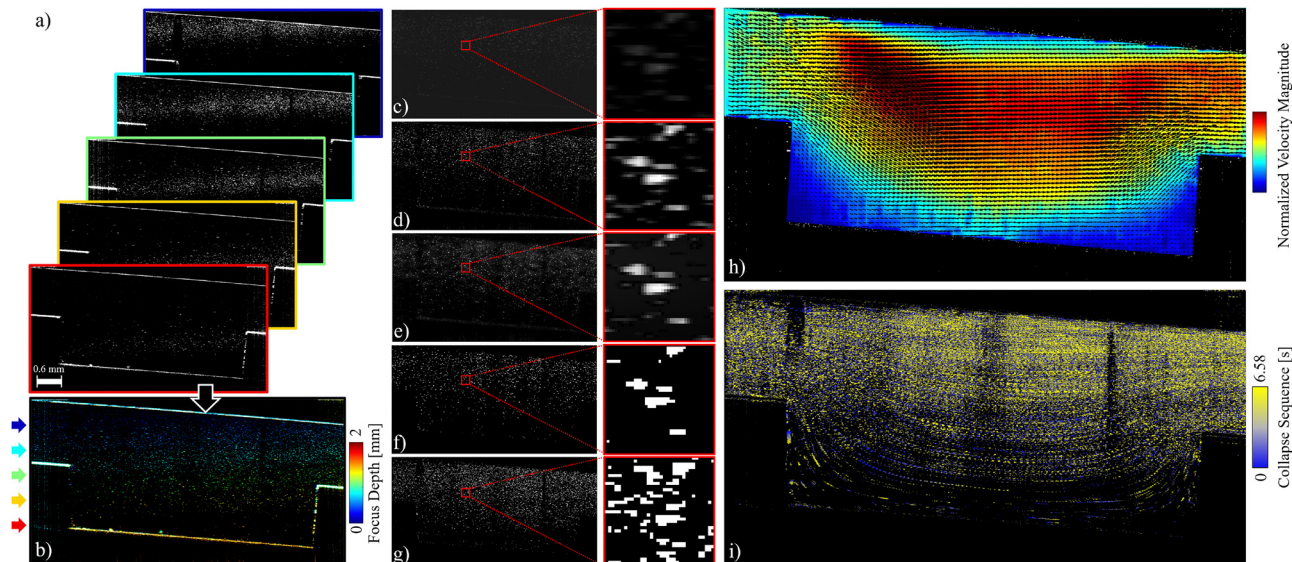 a)
0.6 mm
b)
0 2
Focus Depth [mm]
c)
d)
e)
f)
g)
h)
Normalized Velocity Magnitude
i)
0 6.58
Collapse Sequence [s]